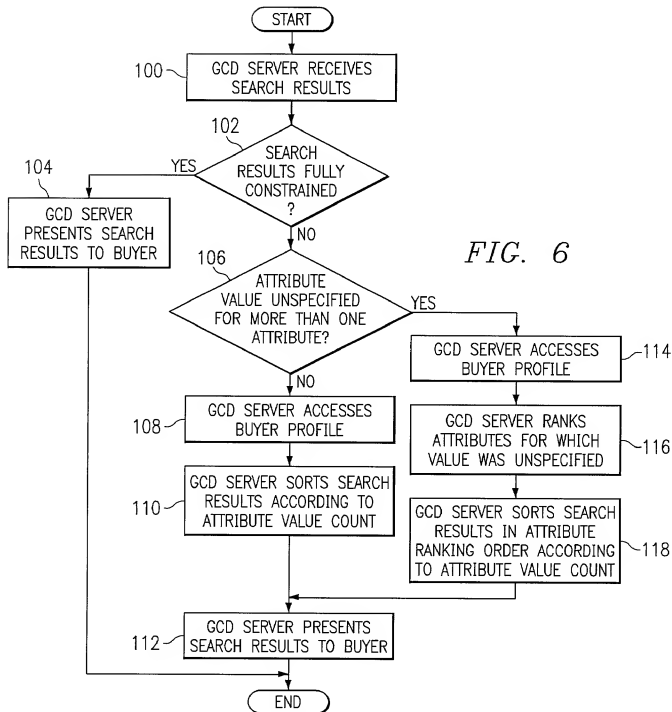 START
100
GCD SERVER RECEIVES
SEARCH RESULTS
102
SEARCH
RESULTS FULLY
CONSTRAINED
?
YES
NO
104
GCD SERVER
PRESENTS SEARCH
RESULTS TO BUYER
FIG. 6
106
ATTRIBUTE
VALUE UNSPECIFIED
FOR MORE THAN ONE
ATTRIBUTE?
YES
NO
GCD SERVER ACCESSES
BUYER PROFILE
114
108
GCD SERVER ACCESSES
BUYER PROFILE
GCD SERVER RANKS
ATTRIBUTES FOR WHICH
VALUE WAS UNSPECIFIED
116
110
GCD SERVER SORTS SEARCH
RESULTS ACCORDING TO
ATTRIBUTE VALUE COUNT
GCD SERVER SORTS SEARCH
RESULTS IN ATTRIBUTE
RANKING ORDER ACCORDING
TO ATTRIBUTE VALUE COUNT
118
112
GCD SERVER PRESENTS
SEARCH RESULTS TO BUYER
END